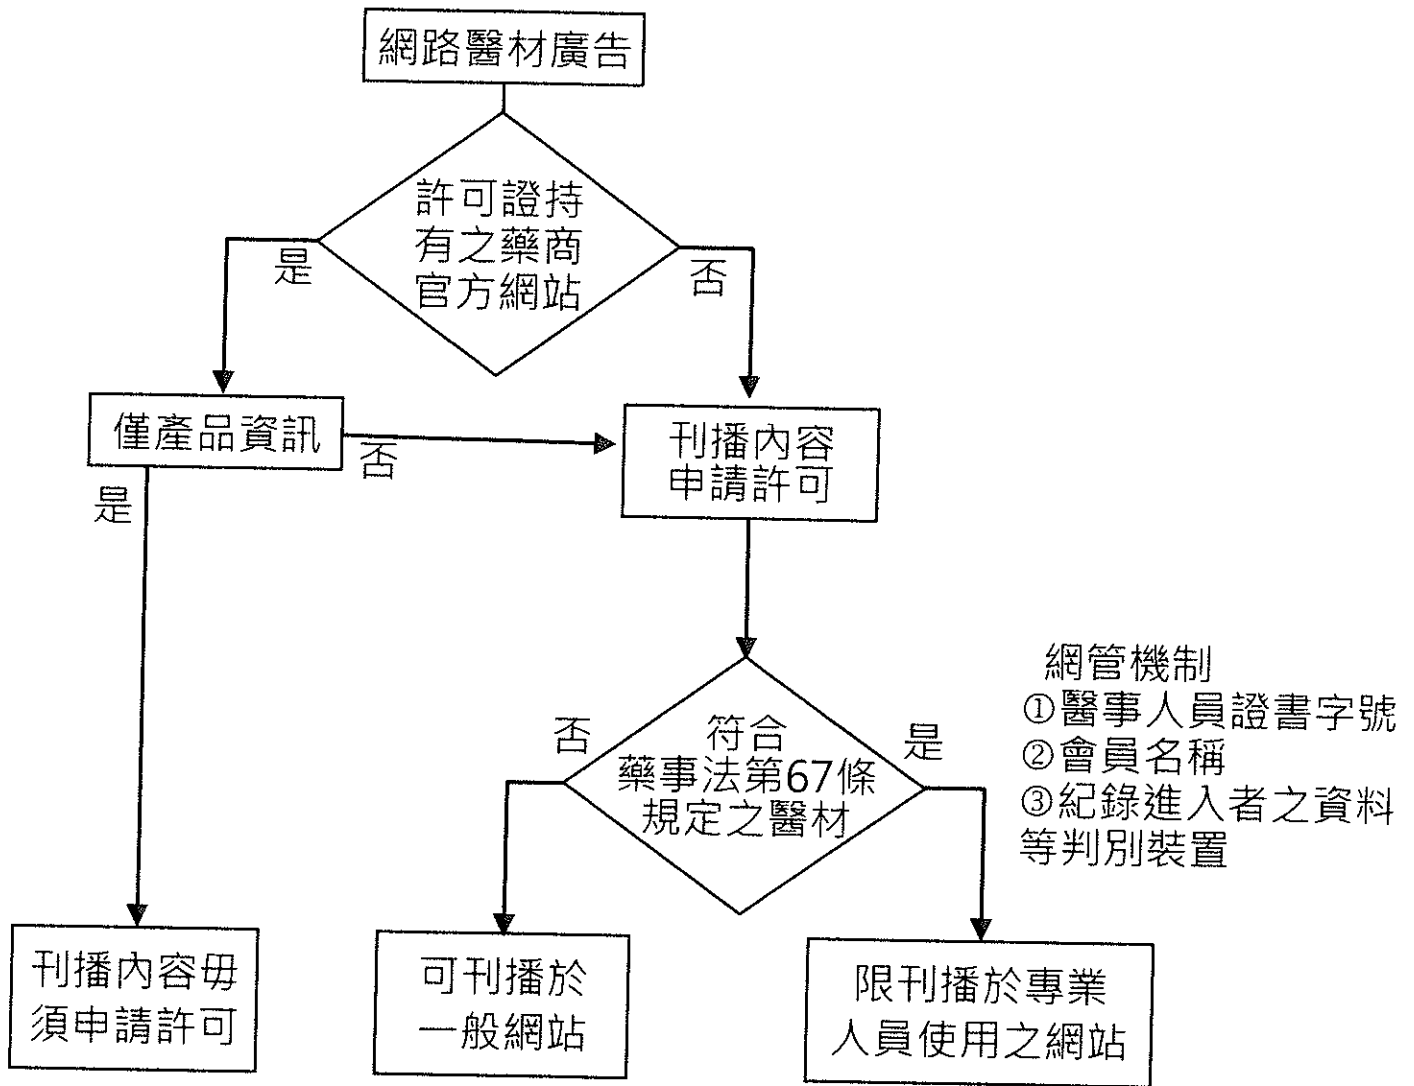 網路醫材廣告
許可證持
有之藥商
官方網站
是
否
僅產品資訊
否
刊播內容
申請許可
是
網管機制
①醫事人員證書字號
②會員名稱
③紀錄進入者之資料
等判別裝置
否
符合
藥事法第67條
規定之醫材
是
刊播內容毋
須申請許可
可刊播於
一般網站
限刊播於專業
人員使用之網站